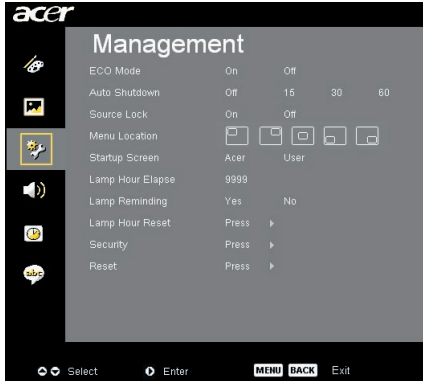 acer
Management
ECO Mode On Off
Auto Shutdown Off 15 30 60
Source Lock On Off
Menu Location
Startup Screen Acer User
Lamp Hour Elapse 9999
Lamp Reminding Yes No
Lamp Hour Reset Press
Security Press
Reset Press
abc
Select Enter MENU BACK Exit